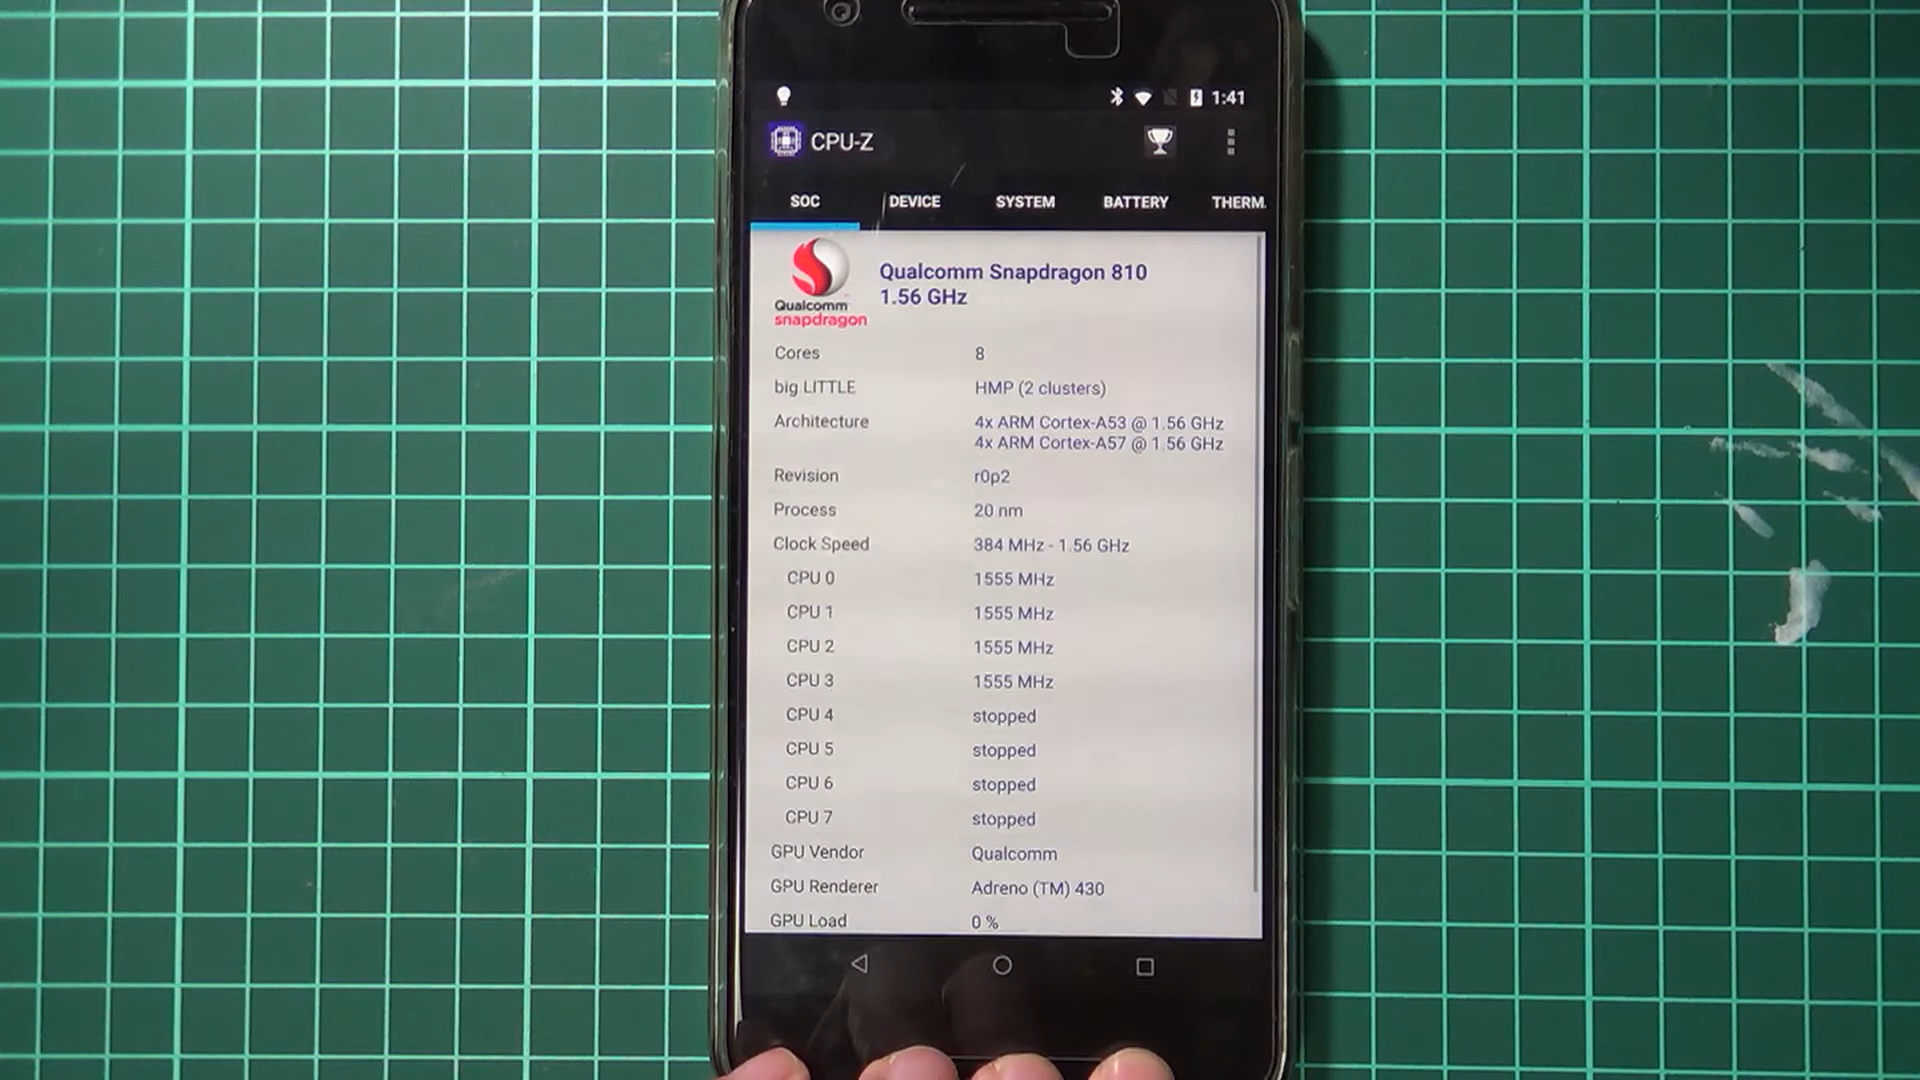 1:41
CPU-Z
SOC DEVICE SYSTEM BATTERY THERM
Qualcomm Snapdragon 810
1.56 GHz
Qualcomm
snapdragon
Cores 8
big.LITTLE HMP (2 clusters)
Architecture 4x ARM Cortex-A53 @ 1.56 GHz
4x ARM Cortex-A57 @ 1.56 GHz
Revision r0p2
Process 20 nm
Clock Speed 384 MHz - 1.56 GHz
CPU 0 1555 MHz
CPU 1 1555 MHz
CPU 2 1555 MHz
CPU 3 1555 MHz
CPU 4 stopped
CPU 5 stopped
CPU 6 stopped
CPU 7 stopped
GPU Vendor Qualcomm
GPU Renderer Adreno (TM) 430
GPU Load 0 %